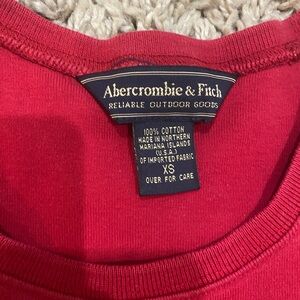 Abercrombie & Fitch
RELIABLE OUTDOOR GOODS
100% COTTON
MADE IN NORTHERN
MARIANA ISLANDS
(U.S.A.)
OF IMPORTED FABRIC
XS
OVER FOR CARE